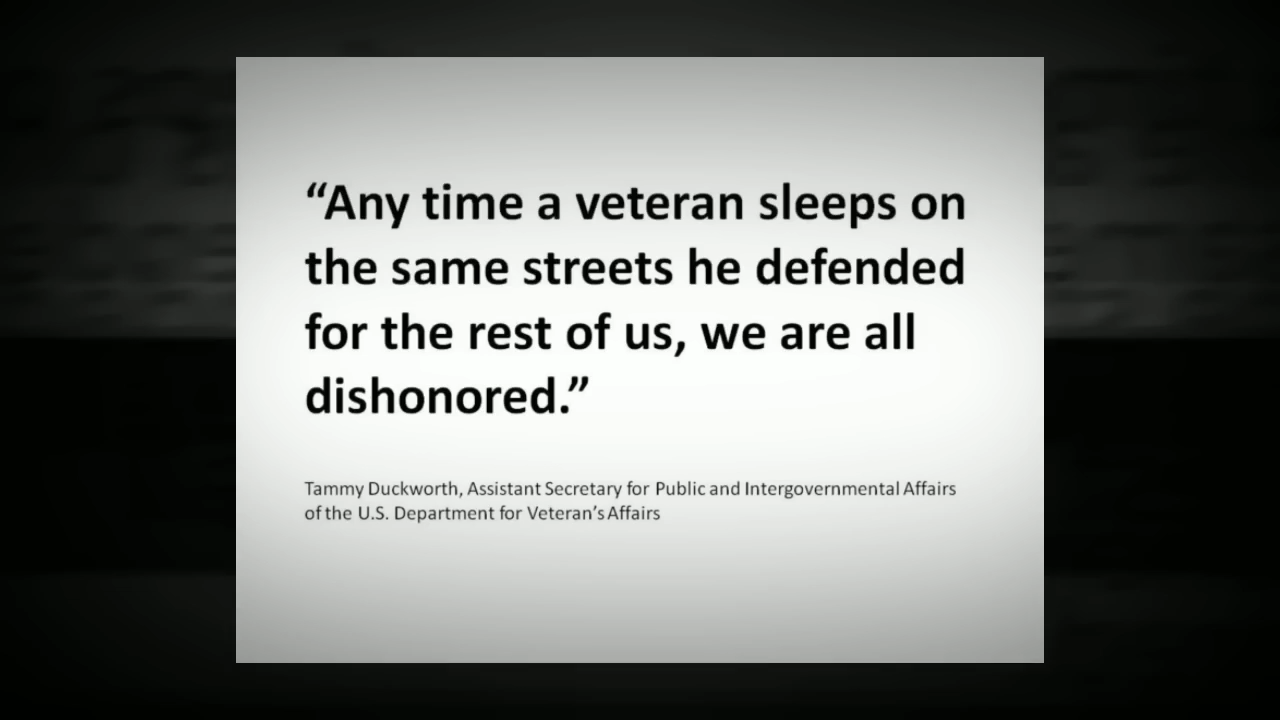 “Any time a veteran sleeps on
the same streets he defended
for the rest of us, we are all
dishonored.”
Tammy Duckworth, Assistant Secretary for Public and Intergovernmental Affairs
of the U.S. Department for Veteran’s Affairs